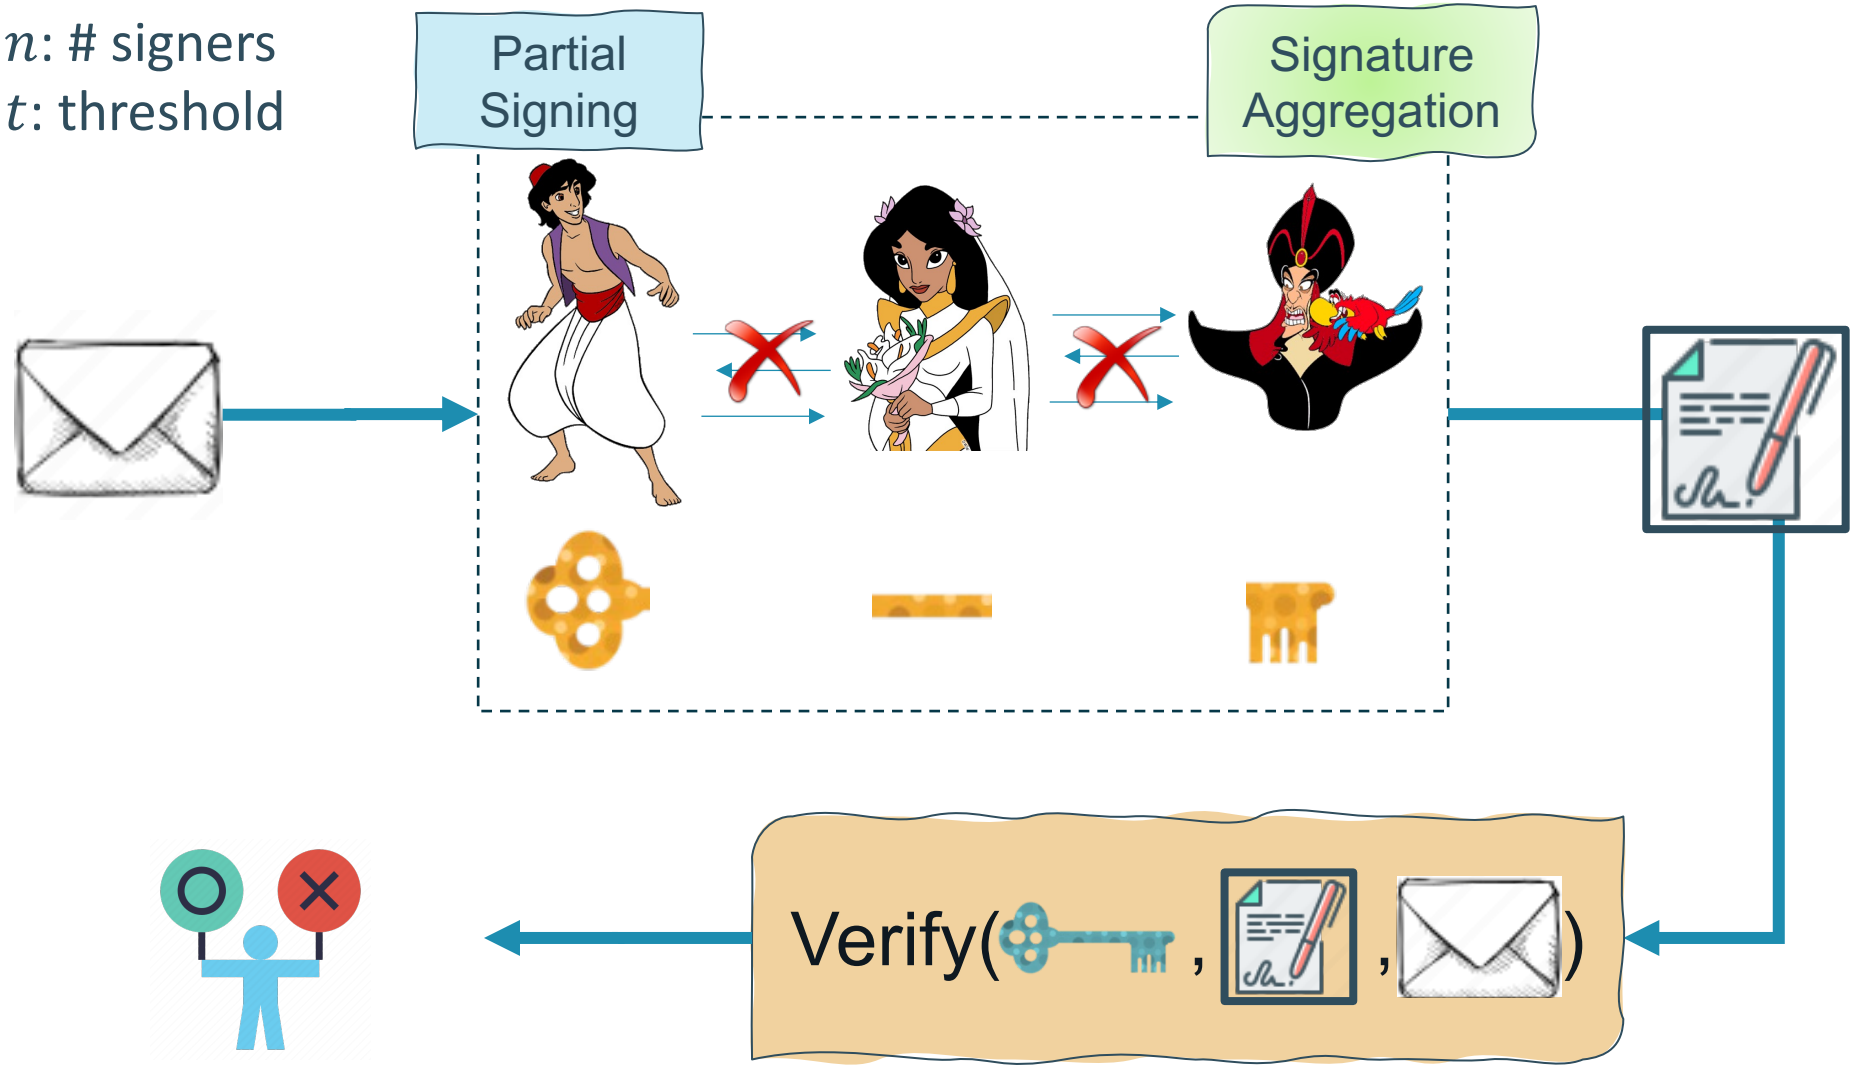 n: # signers
t: threshold
Partial
Signing
Signature
Aggregation
Verify( , , )